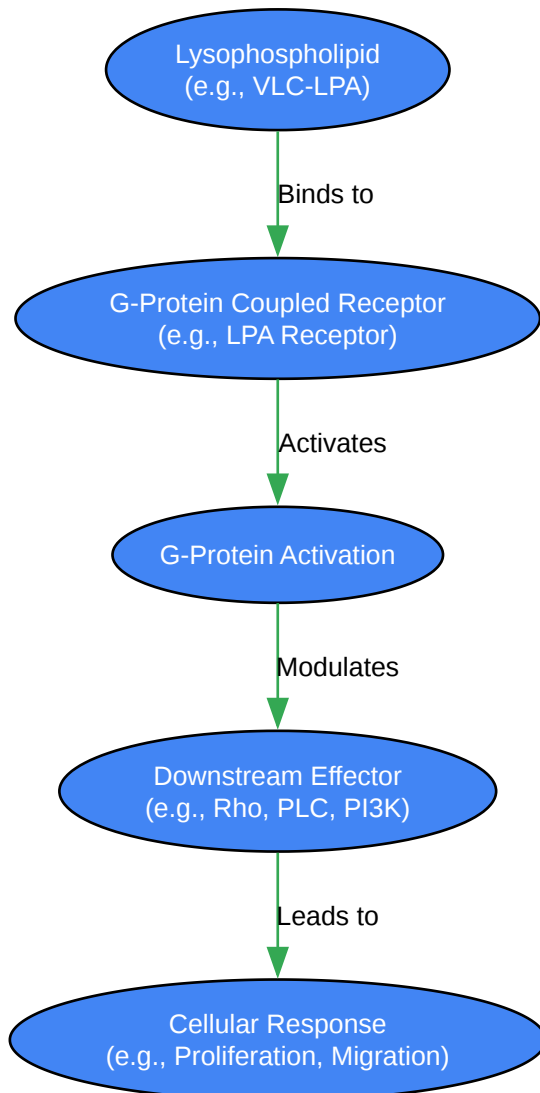 Lysophospholipid
(e.g., VLC-LPA)
Binds to
G-Protein Coupled Receptor
(e.g., LPA Receptor)
Activates
G-Protein Activation
Modulates
Downstream Effector
(e.g., Rho, PLC, PI3K)
Leads to
Cellular Response
(e.g., Proliferation, Migration)